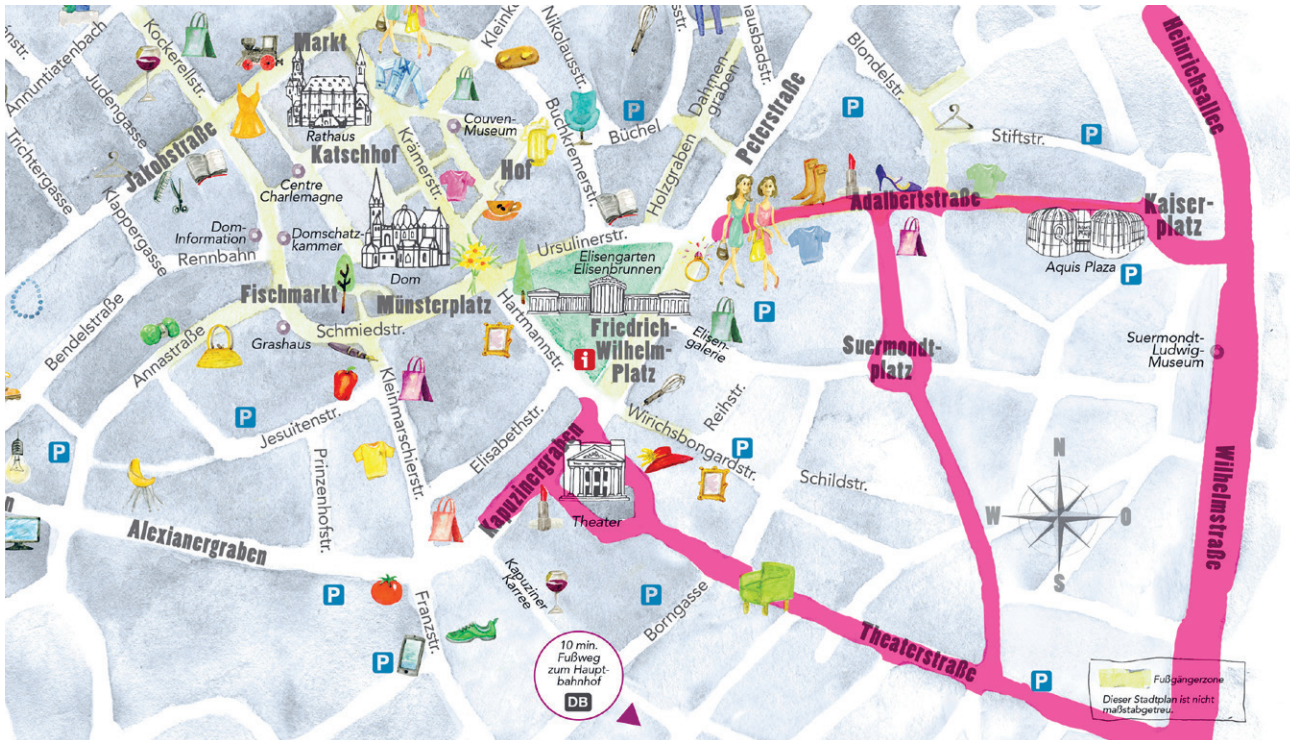 Annuntiatenbach
Kockerellstr.
Judengasse
Trichtergasse
Jakobstraße
Klappergasse
Markt
Rathaus
Katschhof
Krämerstr.
Couven-
Museum
Hof
Nikolausstr.
Büchel
Buchkremerstr.
Dahmen-
graben
Holzgraben
Peterstraße
Blondelstr.
Stiftstr.
Heinrichsallee
Centre
Charlemagne
Dom-
Information
Domschatz-
kammer
Rennbahn
Dom
Ursulinerstr.
Elisengarten
Elisenbrunnen
Adalbertstraße
Kaiser-
platz
Aquis Plaza
Bendelstraße
Fischmarkt
Münsterplatz
Hartmannstr.
Friedrich-
Wilhelm-
Platz
Elisen-
galerie
Suermondt-
platz
Suermondt-
Ludwig-
Museum
Annastraße
Schmiedstr.
Grashaus
Kleinmarschierstr.
Jesuitenstr.
Prinzenhofstr.
Elisabethstr.
Kapuzinergraben
Theater
Wirichsbongardstr.
Reihstr.
Schildstr.
Wilhelmstraße
Alexianergraben
Franzstr.
Kapuziner
Karree
Borngasse
Theaterstraße
N
W
O
S
10 min.
Fußweg
zum Haupt-
bahnhof
DB
Fußgängerzone
Dieser Stadtplan ist nicht
maßstabgetreu.
P
P
P
P
P
P
P
P
P
P
P
P
i